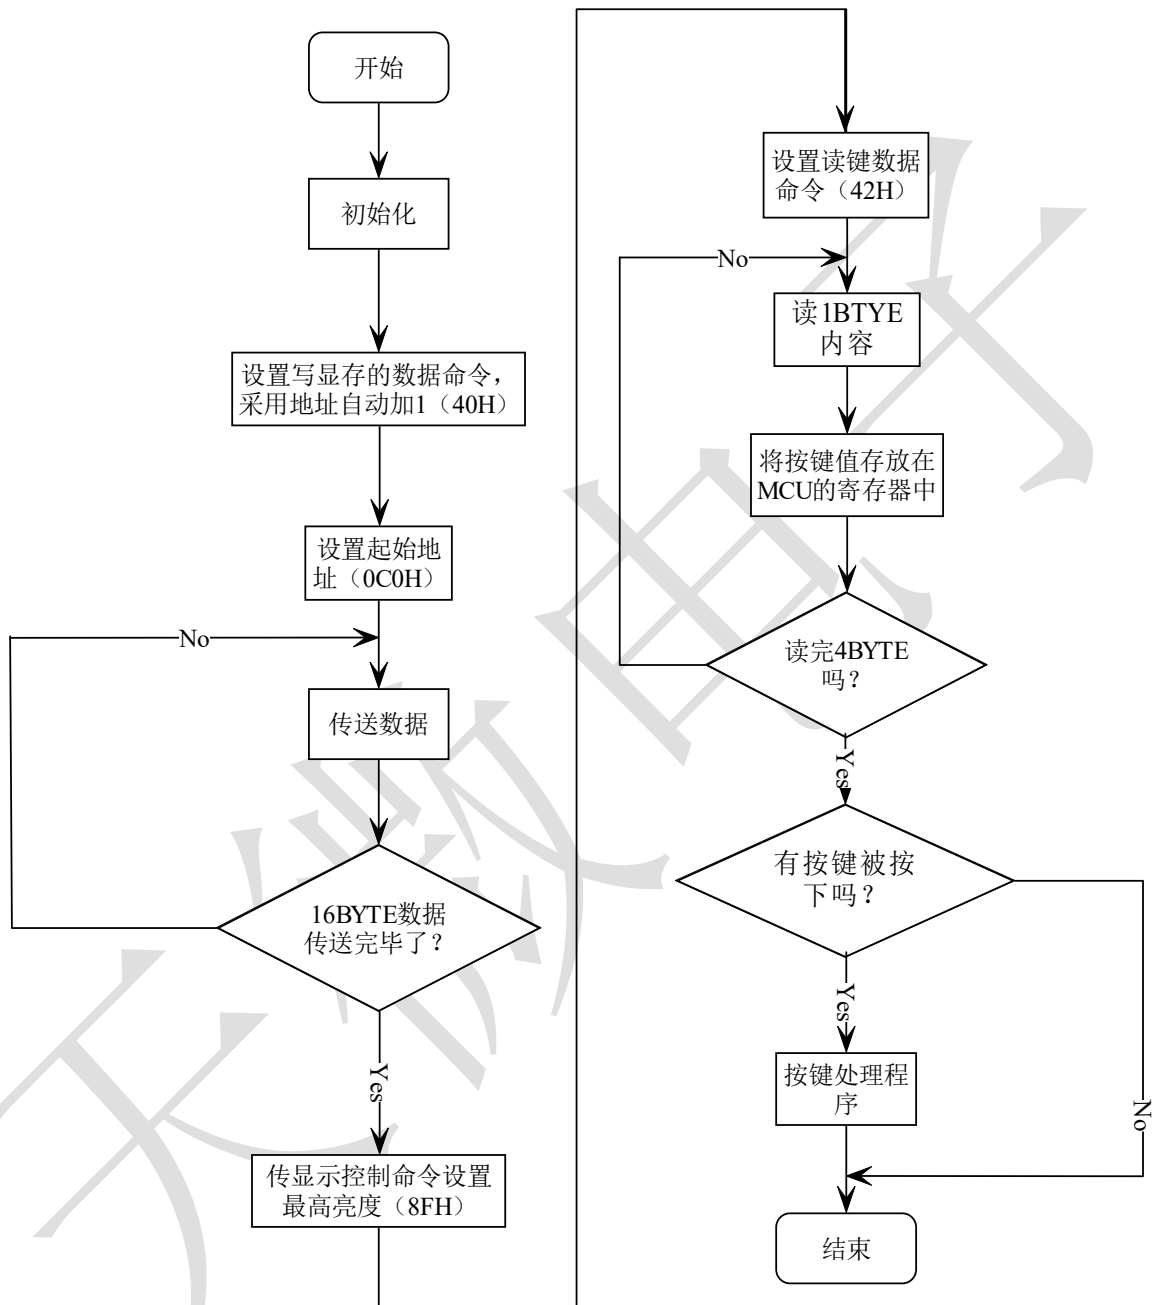 开始
初始化
设置写显存的数据命令，
采用地址自动加1（40H）
设置起始地
址（0C0H）
No
传送数据
16BYTE数据
传送完毕了？
Yes
传显示控制命令设置
最高亮度（8FH）
设置读键数据
命令（42H）
No
读1BTYE
内容
将按键值存放在
MCU的寄存器中
读完4BYTE
吗？
Yes
有按键被按
下吗？
Yes
No
按键处理程
序
结束
天微电子